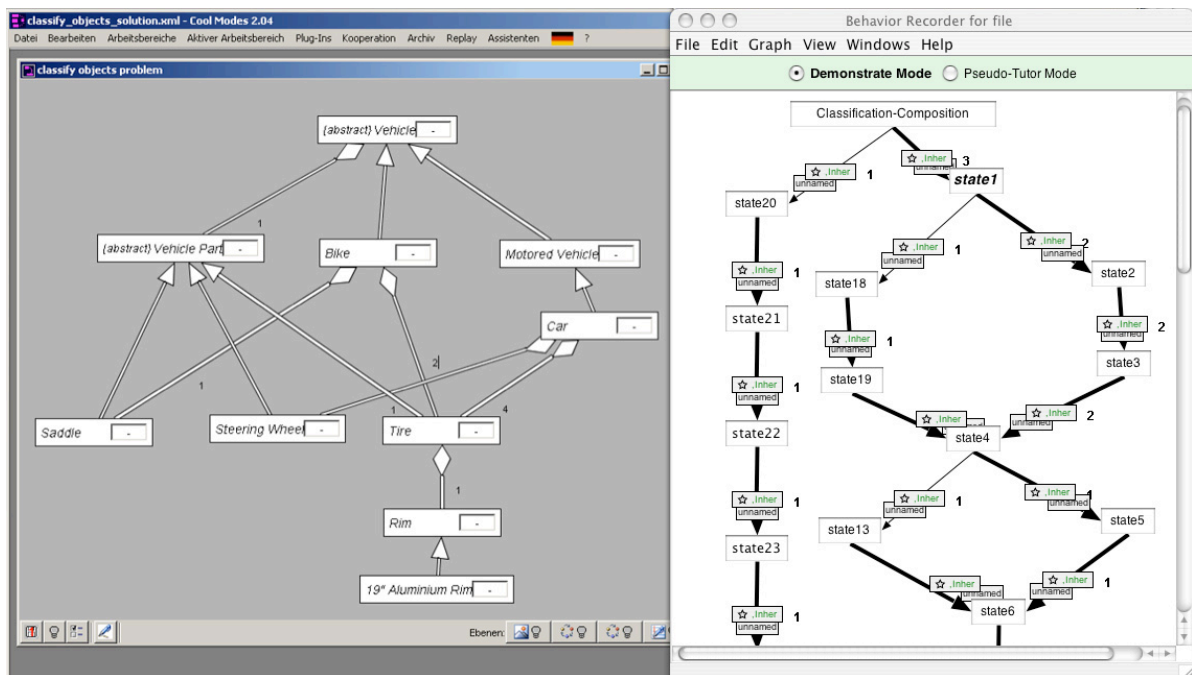 classify_objects_solution.xml - Cool Modes 2.04
Datei Bearbeiten Arbeitsbereiche Aktiver Arbeitsbereich Plug-Ins Kooperation Archiv Replay Assistenten ?
classify objects problem
{abstract} Vehicle -
1
{abstract} Vehicle Part -
Bike -
Motored Vehicle -
Car -
2
1
1
4
Saddle -
Steering Wheel -
Tire -
1
Rim -
19" Aluminium Rim -
Ebenen:
Behavior Recorder for file
File Edit Graph View Windows Help
Demonstrate Mode Pseudo-Tutor Mode
Classification-Composition
☆ ,Inher 3
☆ ,Inher 1
unnamed
state1
state20
☆ ,Inher 2
unnamed
☆ ,Inher 1
unnamed
state2
☆ ,Inher 1
unnamed
state18
state21
☆ ,Inher 2
unnamed
☆ ,Inher 1
unnamed
state3
state19
☆ ,Inher 1
unnamed
☆ ,Inher 2
unnamed
☆ ,Inher
state4
state22
☆ ,Inher 1
unnamed
☆ ,Inher 1
unnamed
☆ ,Inher 1
unnamed
state5
state13
state23
☆ ,Inher 1
☆ ,Inher
unnamed
state6
☆ ,Inher 1
unnamed